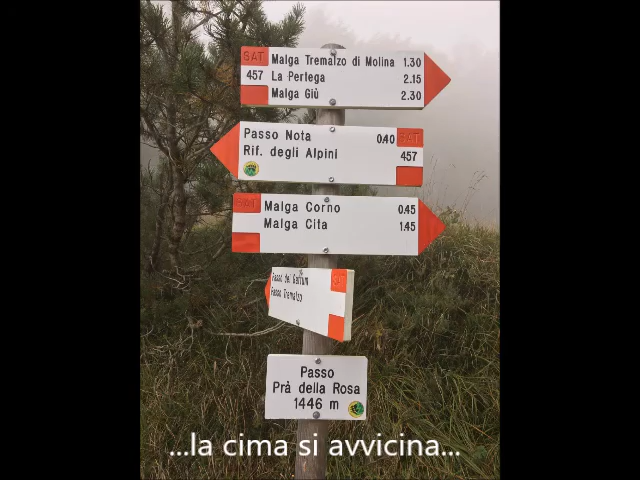 SAT
Malga Tremalzo di Molina 1.30
457 La Perlega 2.15
Malga Giù 2.30
Passo Nota 0.40 SAT
Rif. degli Alpini 457
SAT Malga Corno 0.45
Malga Cita 1.45
Passo Tremalzo
Passo
Prà della Rosa
1446 m
...la cima si avvicina...